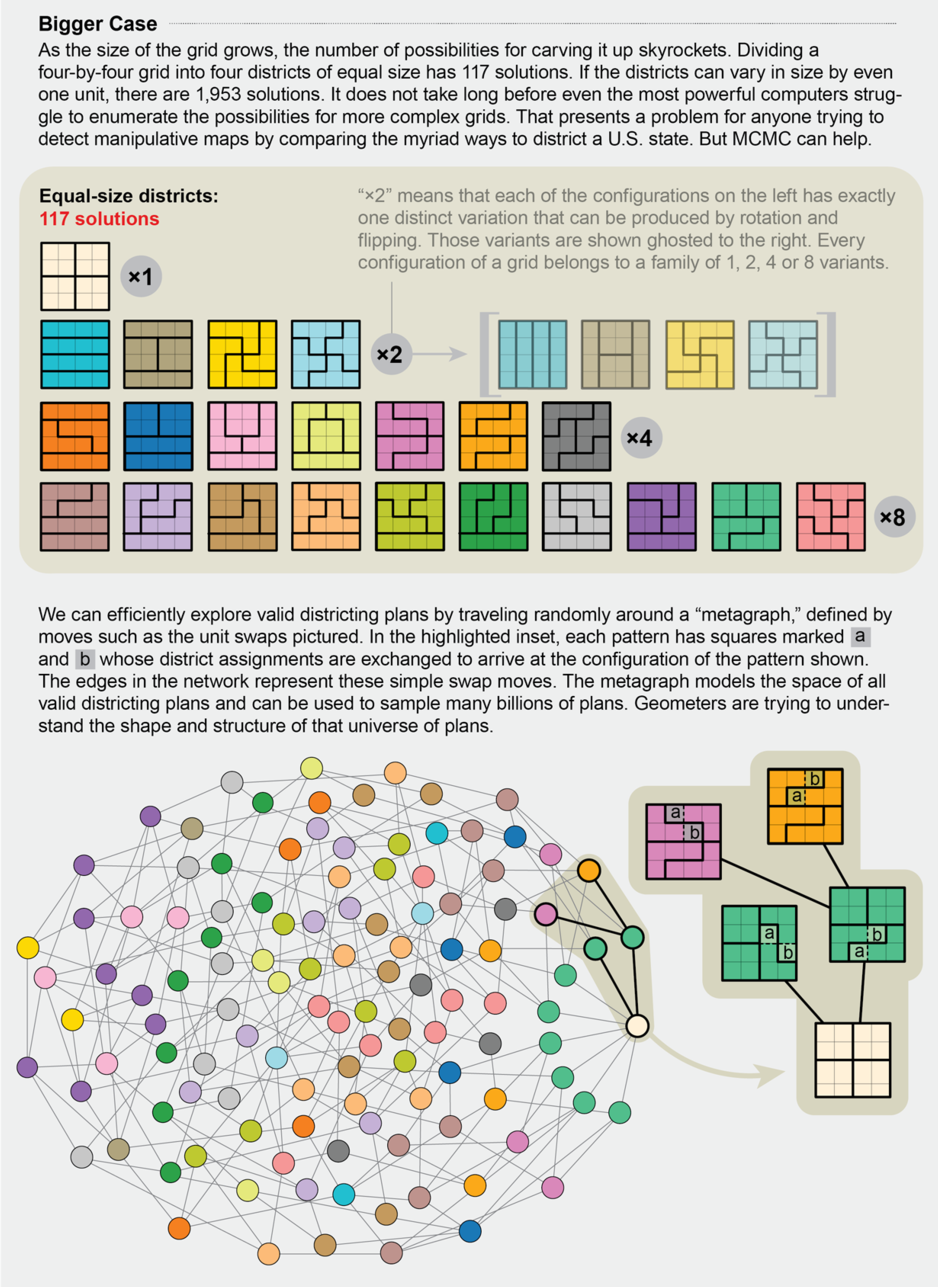 Bigger Case
As the size of the grid grows, the number of possibilities for carving it up skyrockets. Dividing a
four-by-four grid into four districts of equal size has 117 solutions. If the districts can vary in size by even
one unit, there are 1,953 solutions. It does not take long before even the most powerful computers strug-
gle to enumerate the possibilities for more complex grids. That presents a problem for anyone trying to
detect manipulative maps by comparing the myriad ways to district a U.S. state. But MCMC can help.
Equal-size districts:
117 solutions
“×2” means that each of the configurations on the left has exactly
one distinct variation that can be produced by rotation and
flipping. Those variants are shown ghosted to the right. Every
configuration of a grid belongs to a family of 1, 2, 4 or 8 variants.
×1
×2
×4
×8
We can efficiently explore valid districting plans by traveling randomly around a “metagraph,” defined by
moves such as the unit swaps pictured. In the highlighted inset, each pattern has squares marked a
and b whose district assignments are exchanged to arrive at the configuration of the pattern shown.
The edges in the network represent these simple swap moves. The metagraph models the space of all
valid districting plans and can be used to sample many billions of plans. Geometers are trying to under-
stand the shape and structure of that universe of plans.
b
a
a
b
a
b
b
a